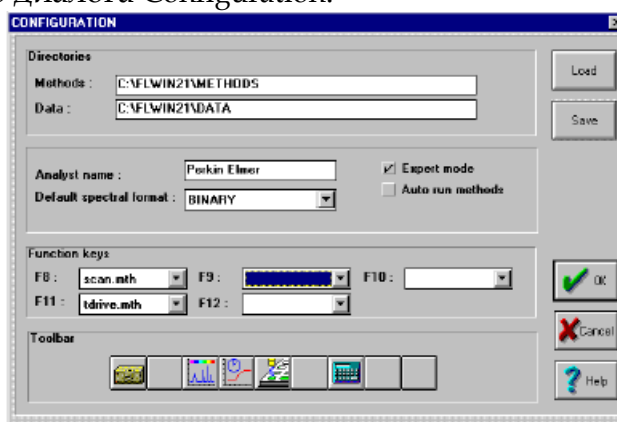 диалога Configuration.
CONFIGURATION
Directories
Methods : C:\FLWIN21\METHODS
Data : C:\FLWIN21\DATA
Load
Save
Analyst name : Perkin Elmer
Expert mode
Default spectral format : BINARY
Auto run methods
Function keys
F8 : scan.mth F9 : F10 :
F11 : tdrive.mth F12 :
OK
Cancel
Toolbar
Help